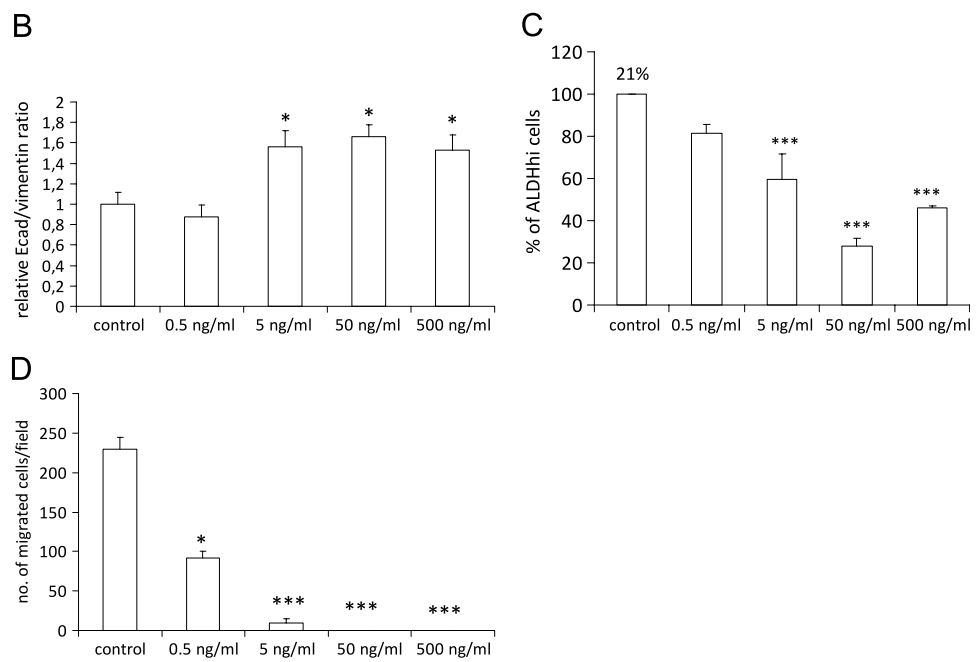 B
relative Ecad/vimentin ratio
2
1,8
1,6
1,4
1,2
1
0,8
0,6
0,4
0,2
0
* * *
control 0.5 ng/ml 5 ng/ml 50 ng/ml 500 ng/ml
C
% of ALDHhi cells
120
100
80
60
40
20
0
21%
***
***
***
control 0.5 ng/ml 5 ng/ml 50 ng/ml 500 ng/ml
D
no. of migrated cells/field
300
250
200
150
100
50
0
*
*** *** ***
control 0.5 ng/ml 5 ng/ml 50 ng/ml 500 ng/ml